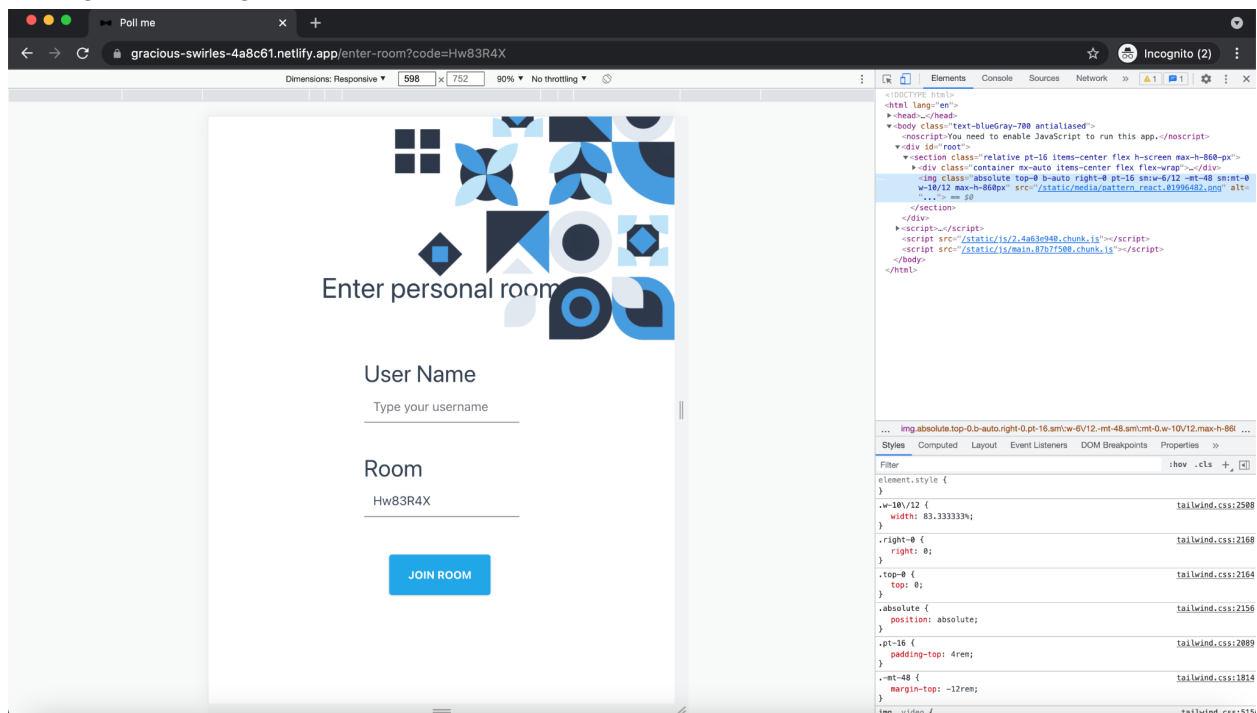 Poll me
gracious-swirles-4a8c61.netlify.app/enter-room?code=Hw83R4X
Incognito (2)
Dimensions: Responsive ▼ 598 × 752 90% ▼ No throttling ▼
Elements Console Sources Network » 1 1
Enter personal room
User Name
Type your username
Room
Hw83R4X
JOIN ROOM
<!DOCTYPE html>
<html lang="en">
▶<head>…</head>
▼<body class="text-blueGray-700 antialiased">
<noscript>You need to enable JavaScript to run this app.</noscript>
▼<div id="root">
▼<section class="relative pt-16 items-center flex h-screen max-h-860-px">
▶<div class="container mx-auto items-center flex flex-wrap">…</div>
<img class="absolute top-0 b-auto right-0 pt-16 sm:w-6/12 -mt-48 sm:mt-0
w-10/12 max-h-860px" src="/static/media/pattern_react.01996482.png" alt=
"..."> == $0
</section>
</div>
▶<script>…</script>
<script src="/static/js/2.4a63e940.chunk.js"></script>
<script src="/static/js/main.87b7f500.chunk.js"></script>
</body>
</html>
... img.absolute.top-0.b-auto.right-0.pt-16.sm\:w-6\/12.-mt-48.sm\:mt-0.w-10\/12.max-h-86( ...
Styles Computed Layout Event Listeners DOM Breakpoints Properties »
Filter :hov .cls +
element.style {
}
.w-10\/12 { tailwind.css:2508
width: 83.333333%;
}
.right-0 { tailwind.css:2168
right: 0;
}
.top-0 { tailwind.css:2164
top: 0;
}
.absolute { tailwind.css:2156
position: absolute;
}
.pt-16 { tailwind.css:2089
padding-top: 4rem;
}
.-mt-48 { tailwind.css:1814
margin-top: -12rem;
}
img, video { tailwind.css:515